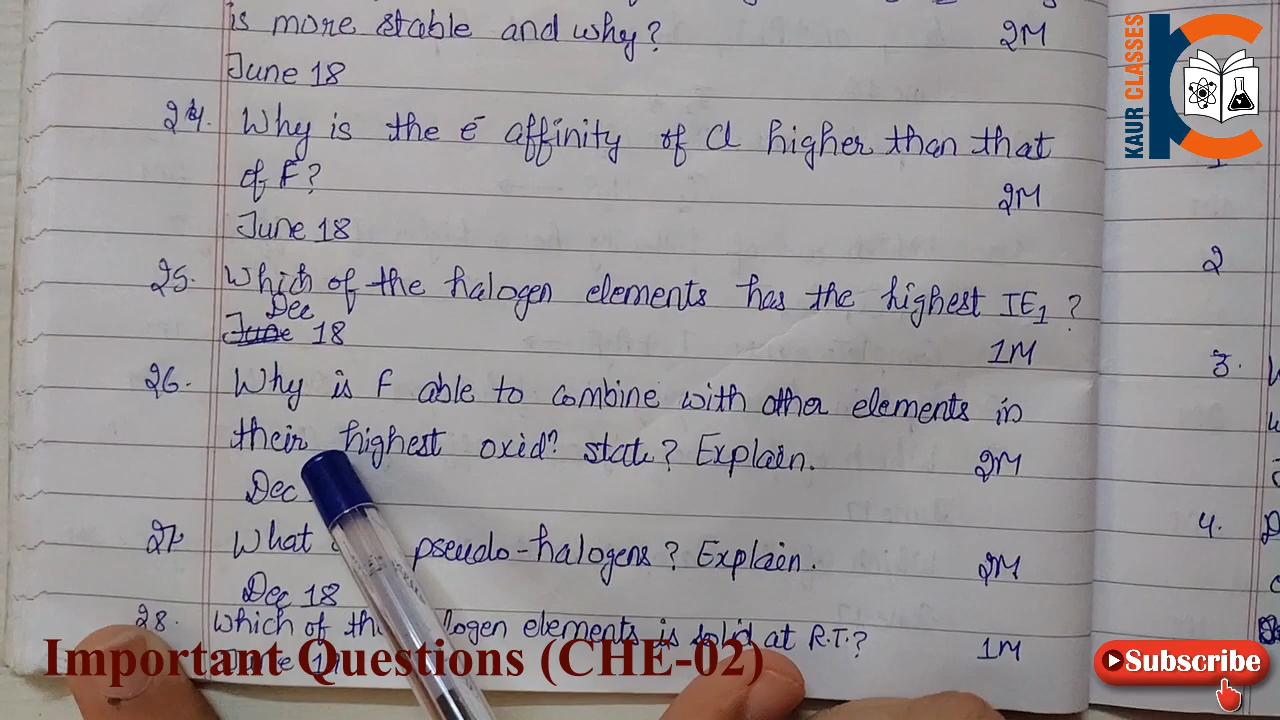 is more stable and why? 2M
June 18
24. Why is the e̅ affinity of Cl higher than that
of F? 2M
June 18
25. Which of the halogen elements has the highest IE₁?
Dec 18 1M
26. Why is F able to combine with other elements in
their highest oxidⁿ state? Explain. 2M
Dec
27. What pseudo-halogens? Explain. 2M
Dec 18
28. Which of the logen elements is solid at R.T.? 1M
June
Important Questions (CHE-02)
KAUR CLASSES
2
3.
4.
Subscribe